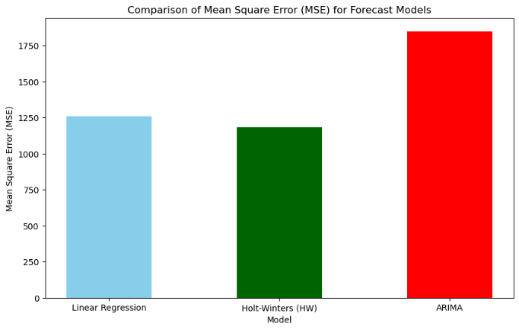 Comparison of Mean Square Error (MSE) for Forecast Models
Mean Square Error (MSE)
1750
1500
1250
1000
750
500
250
0
Linear Regression
Holt-Winters (HW)
ARIMA
Model